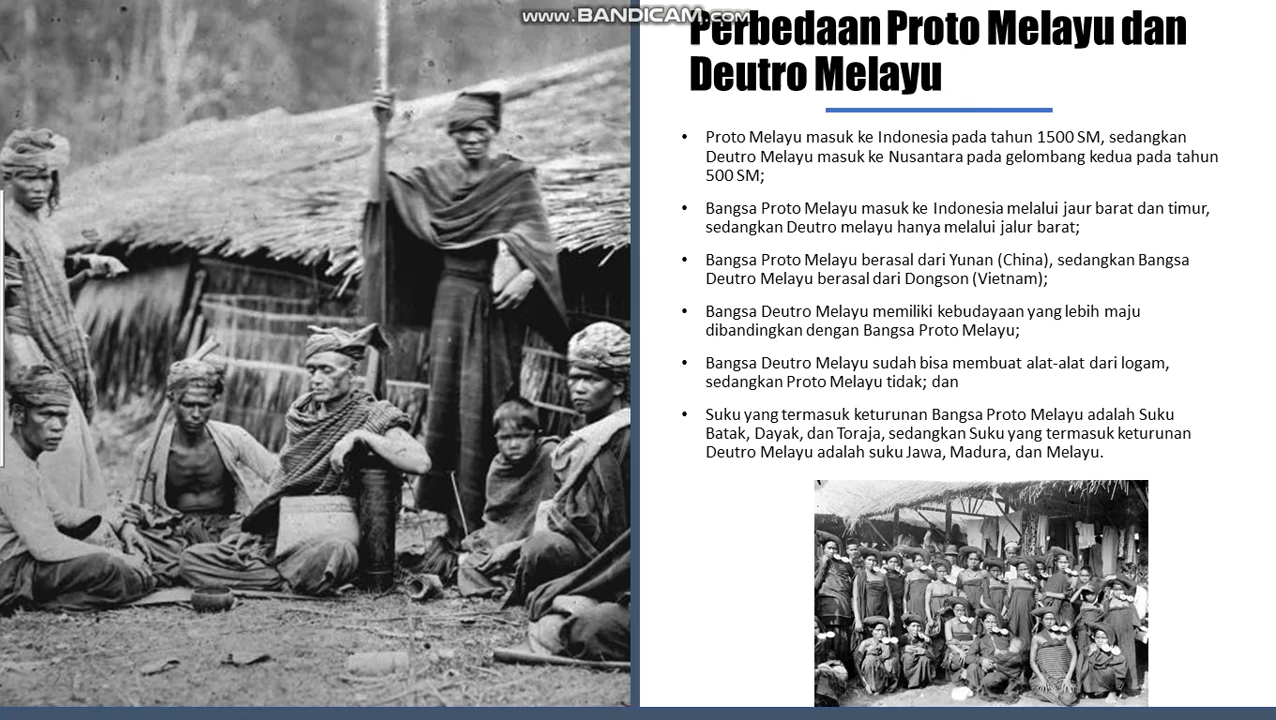 www.BANDICAM.com
Perbedaan Proto Melayu dan
Deutro Melayu
• Proto Melayu masuk ke Indonesia pada tahun 1500 SM, sedangkan
Deutro Melayu masuk ke Nusantara pada gelombang kedua pada tahun
500 SM;
• Bangsa Proto Melayu masuk ke Indonesia melalui jaur barat dan timur,
sedangkan Deutro melayu hanya melalui jalur barat;
• Bangsa Proto Melayu berasal dari Yunan (China), sedangkan Bangsa
Deutro Melayu berasal dari Dongson (Vietnam);
• Bangsa Deutro Melayu memiliki kebudayaan yang lebih maju
dibandingkan dengan Bangsa Proto Melayu;
• Bangsa Deutro Melayu sudah bisa membuat alat-alat dari logam,
sedangkan Proto Melayu tidak; dan
• Suku yang termasuk keturunan Bangsa Proto Melayu adalah Suku
Batak, Dayak, dan Toraja, sedangkan Suku yang termasuk keturunan
Deutro Melayu adalah suku Jawa, Madura, dan Melayu.